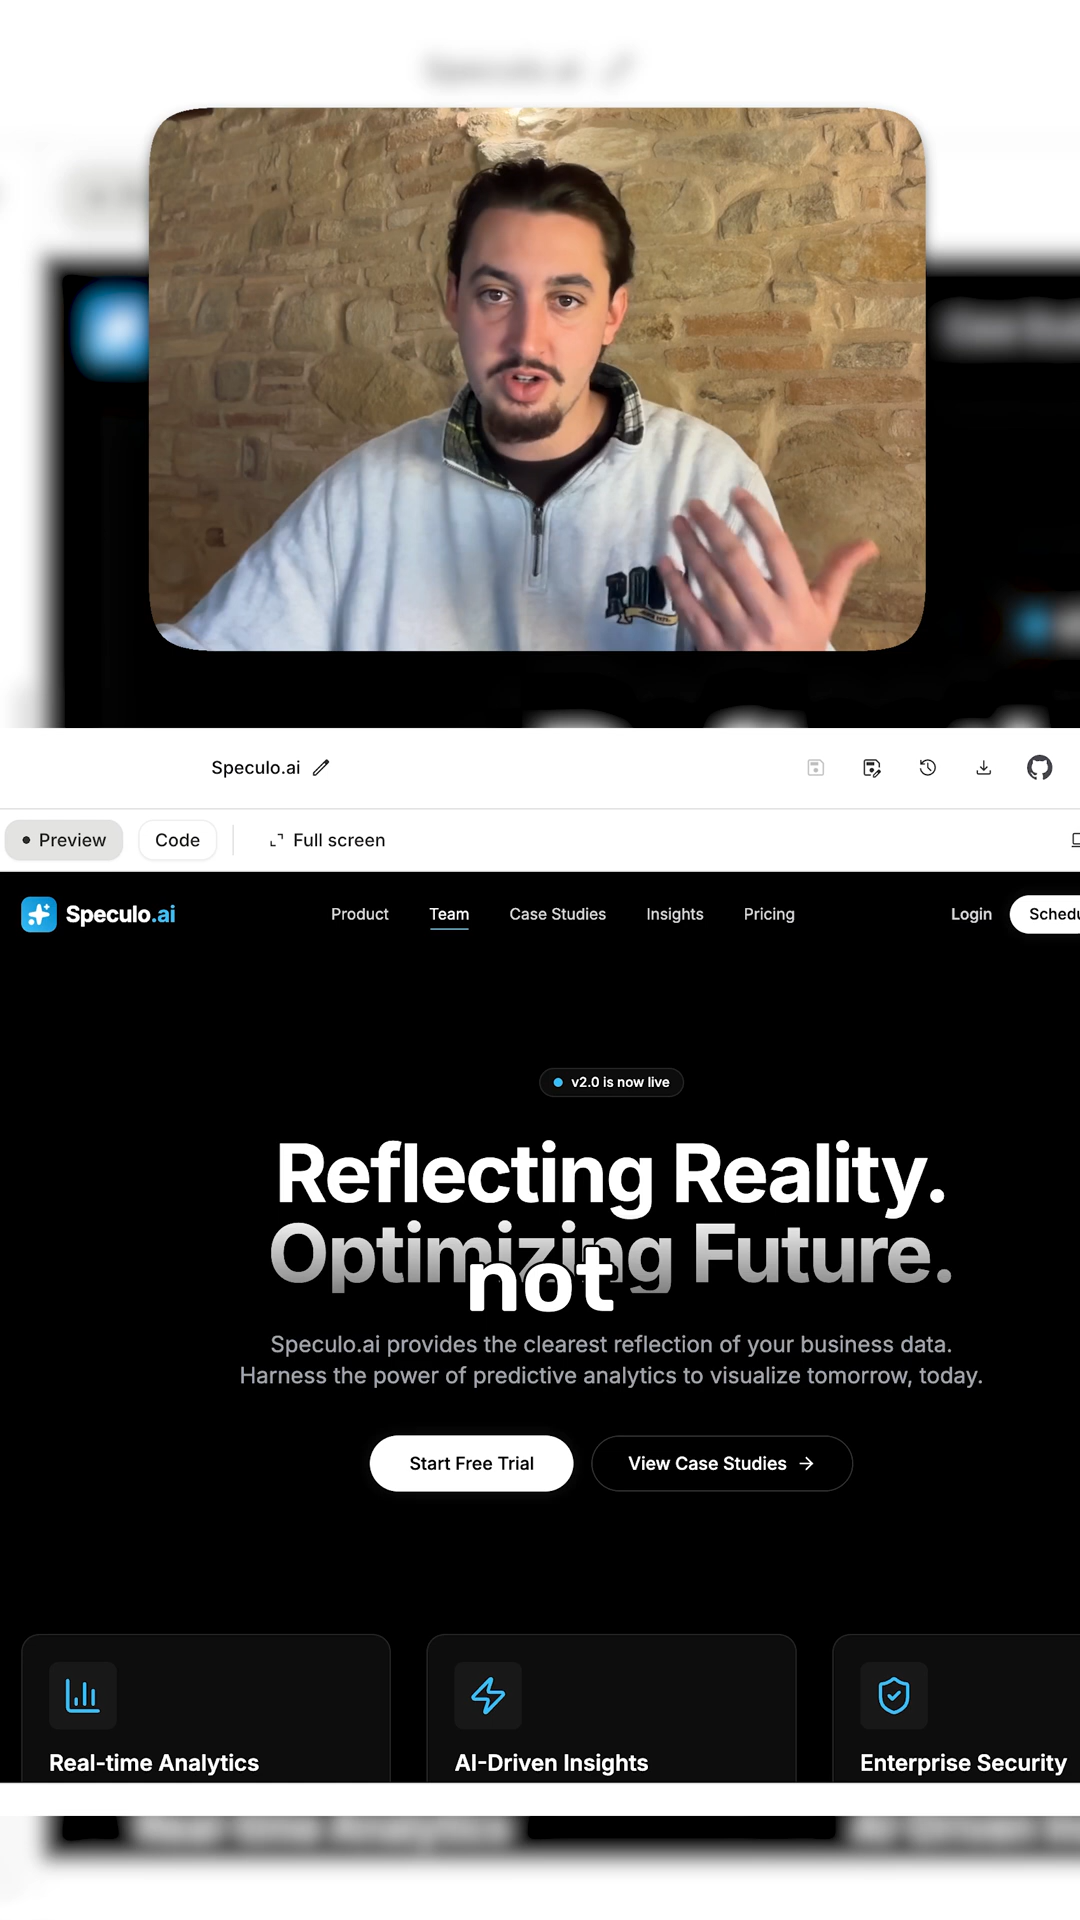 Speculo.ai
Preview
Code
Full screen
Speculo.ai
Product
Team
Case Studies
Insights
Pricing
Login
Schedu
v2.0 is now live
Reflecting Reality.
Optimizing Future.
not
Speculo.ai provides the clearest reflection of your business data.
Harness the power of predictive analytics to visualize tomorrow, today.
Start Free Trial
View Case Studies →
Real-time Analytics
AI-Driven Insights
Enterprise Security